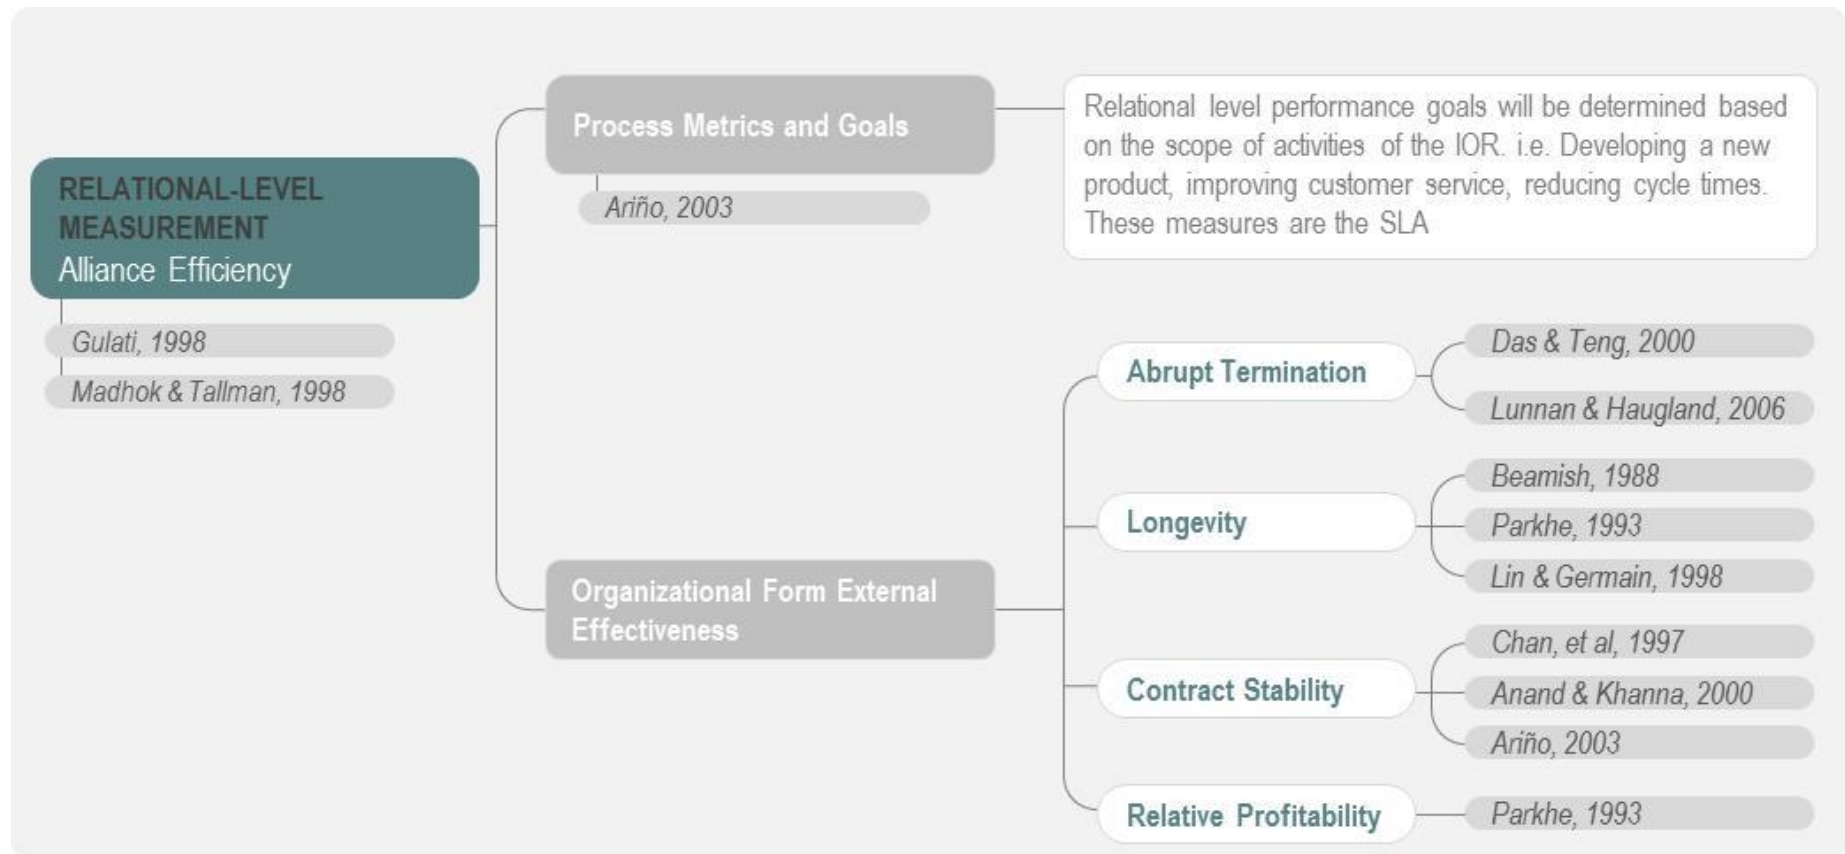 RELATIONAL-LEVEL
MEASUREMENT
Alliance Efficiency
Gulati, 1998
Madhok & Tallman, 1998
Process Metrics and Goals
Ariño, 2003
Relational level performance goals will be determined based
on the scope of activities of the IOR. i.e. Developing a new
product, improving customer service, reducing cycle times.
These measures are the SLA
Organizational Form External
Effectiveness
Abrupt Termination
Das & Teng, 2000
Lunnan & Haugland, 2006
Longevity
Beamish, 1988
Parkhe, 1993
Lin & Germain, 1998
Contract Stability
Chan, et al, 1997
Anand & Khanna, 2000
Ariño, 2003
Relative Profitability
Parkhe, 1993